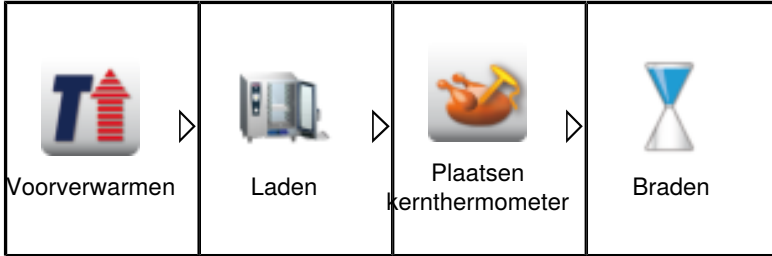 Voorverwarmen
Laden
Plaatsen
kernthermometer
Braden